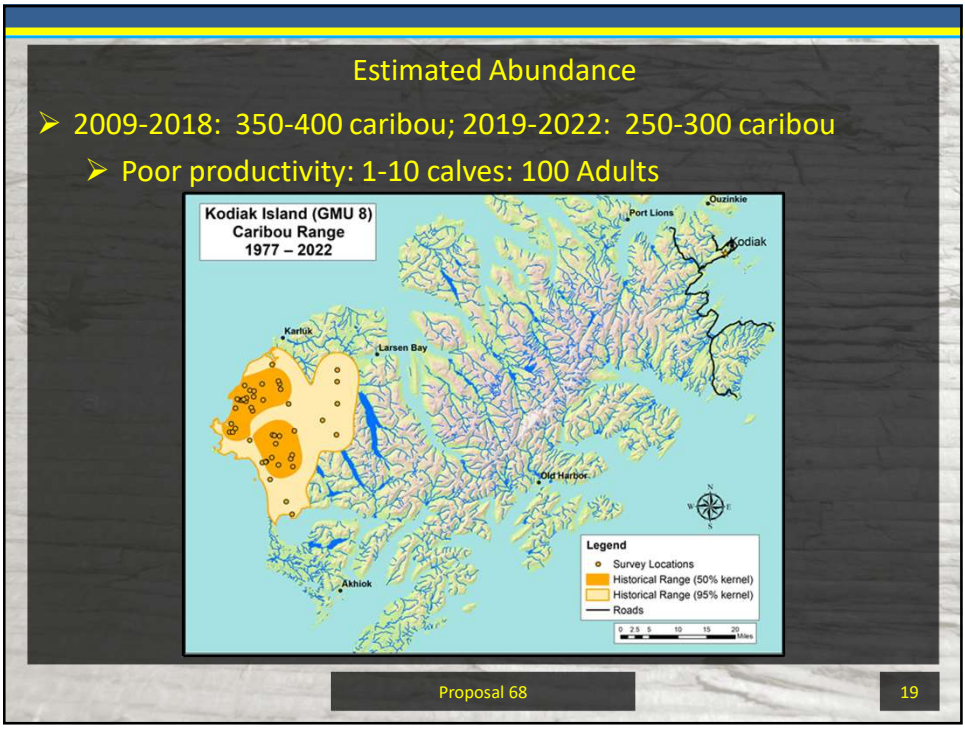 Estimated Abundance
➢ 2009-2018: 350-400 caribou; 2019-2022: 250-300 caribou
➢ Poor productivity: 1-10 calves: 100 Adults
Kodiak Island (GMU 8)
Caribou Range
1977 – 2022
Ouzinkie
Port Lions
Kodiak
Karluk
Larsen Bay
Old Harbor
Akhiok
N
W E
S
Legend
Survey Locations
Historical Range (50% kernel)
Historical Range (95% kernel)
Roads
0 2.5 5 10 15 20
Miles
Proposal 68
19